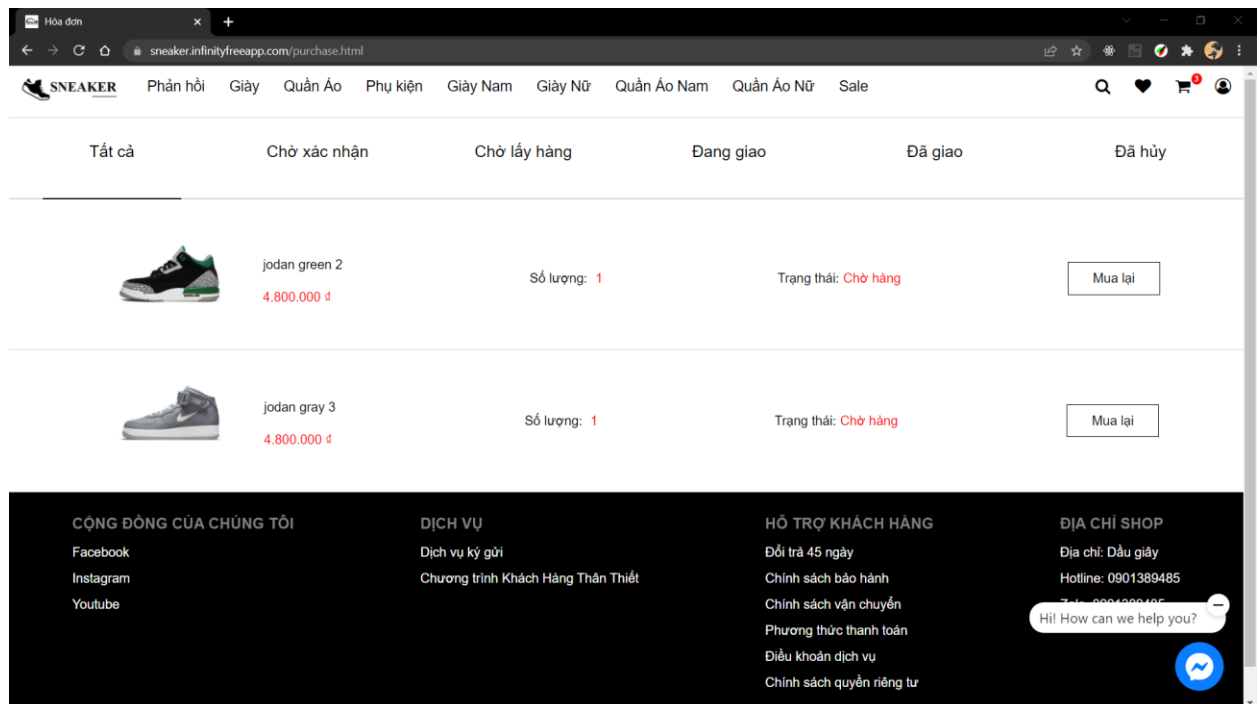 Hóa đơn
sneaker.infinityfreeapp.com/purchase.html
SNEAKER Phản hồi Giày Quần Áo Phụ kiện Giày Nam Giày Nữ Quần Áo Nam Quần Áo Nữ Sale 3
Tất cả Chờ xác nhận Chờ lấy hàng Đang giao Đã giao Đã hủy
jodan green 2
4.800.000 ₫
Số lượng: 1
Trạng thái: Chờ hàng
Mua lại
jodan gray 3
4.800.000 ₫
Số lượng: 1
Trạng thái: Chờ hàng
Mua lại
CỘNG ĐỒNG CỦA CHÚNG TÔI
Facebook
Instagram
Youtube
DỊCH VỤ
Dịch vụ ký gửi
Chương trình Khách Hàng Thân Thiết
HỖ TRỢ KHÁCH HÀNG
Đổi trả 45 ngày
Chính sách bảo hành
Chính sách vận chuyển
Phương thức thanh toán
Điều khoản dịch vụ
Chính sách quyền riêng tư
ĐỊA CHỈ SHOP
Địa chỉ: Dầu giây
Hotline: 0901389485
Hi! How can we help you?